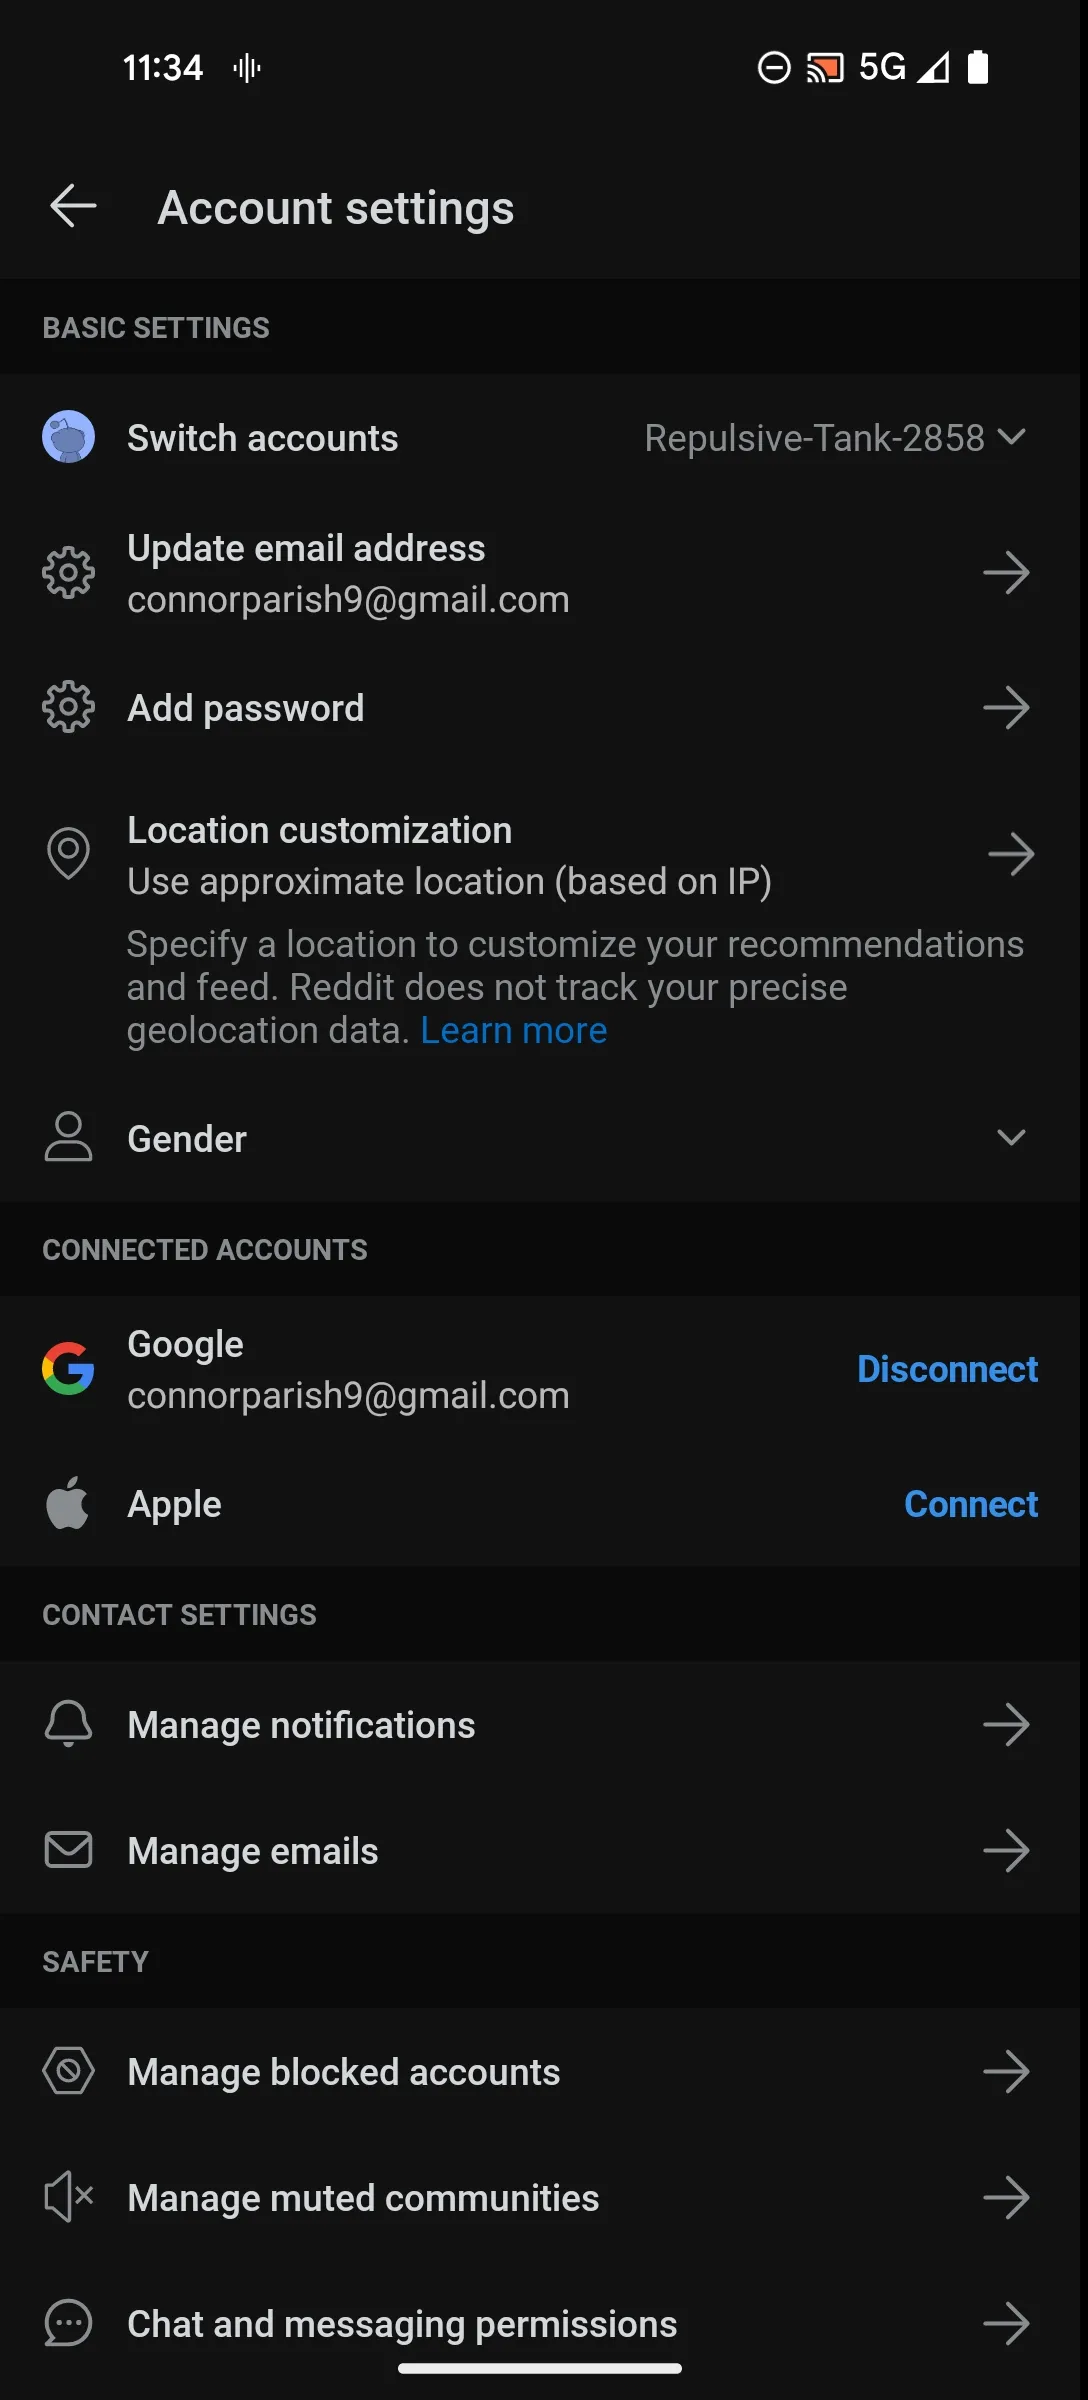 11:34
5G
Account settings
BASIC SETTINGS
Switch accounts
Repulsive-Tank-2858
Update email address
connorparish9@gmail.com
Add password
Location customization
Use approximate location (based on IP)
Specify a location to customize your recommendations
and feed. Reddit does not track your precise
geolocation data. Learn more
Gender
CONNECTED ACCOUNTS
Google
connorparish9@gmail.com
Disconnect
Apple
Connect
CONTACT SETTINGS
Manage notifications
Manage emails
SAFETY
Manage blocked accounts
Manage muted communities
Chat and messaging permissions